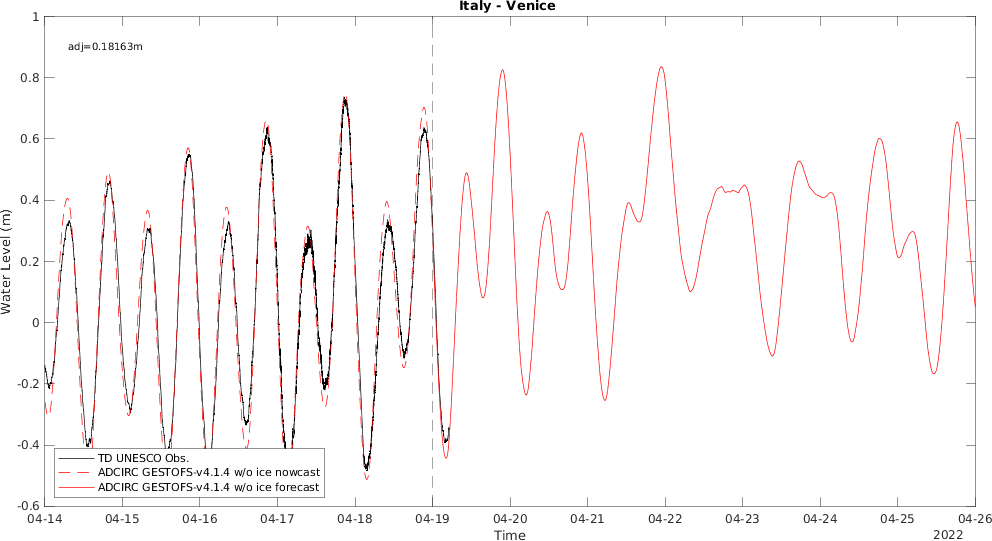 Italy - Venice
adj=0.18163m
Water Level (m)
1
0.8
0.6
0.4
0.2
0
-0.2
-0.4
-0.6
TD UNESCO Obs.
ADCIRC GESTOFS-v4.1.4 w/o ice nowcast
ADCIRC GESTOFS-v4.1.4 w/o ice forecast
04-14 04-15 04-16 04-17 04-18 04-19 04-20 04-21 04-22 04-23 04-24 04-25 04-26
Time
2022